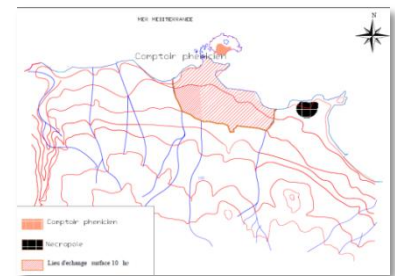 MER MEDITERRANEE
N
Comptoir phenicien
Comptoir phenicien
Necropole
Lieu d'echange surface 10 ha